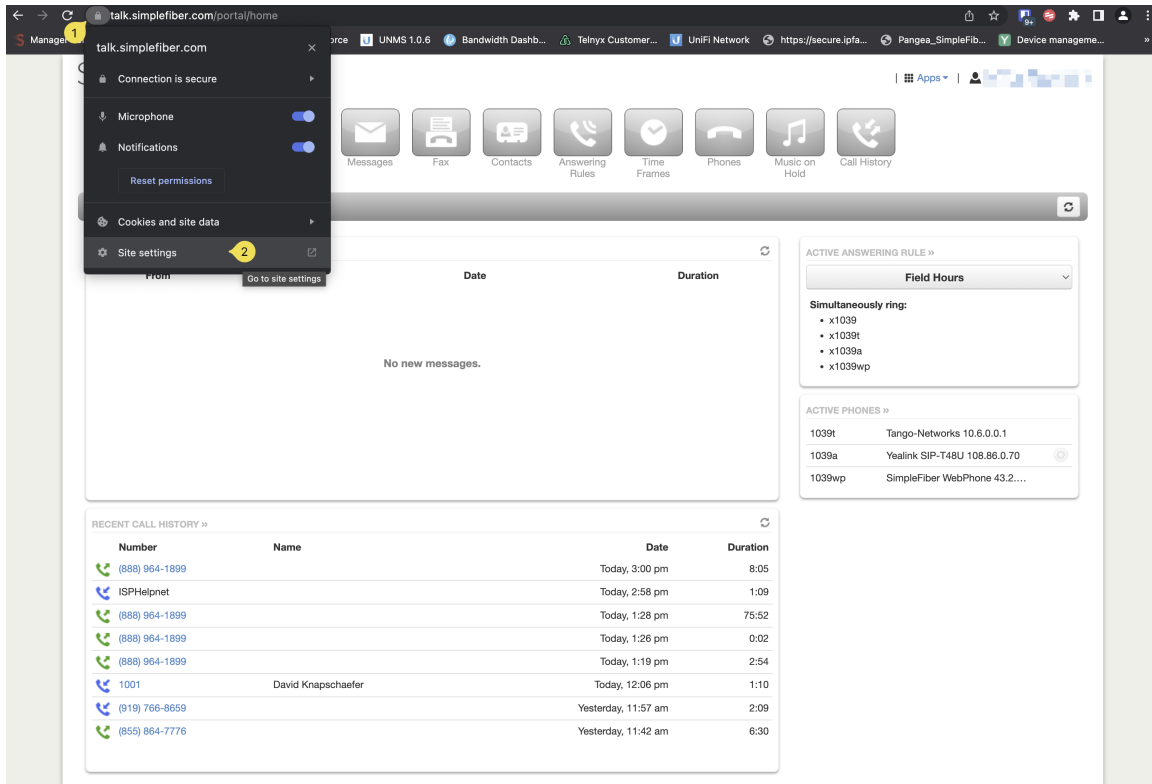 talk.simplefiber.com/portal/home
9+
1
Manage
orce
UNMS 1.0.6
Bandwidth Dashb...
Telnyx Customer...
UniFi Network
https://secure.ipfa...
Pangea_SimpleFib...
Device manageme...
»
talk.simplefiber.com
Connection is secure
Microphone
Notifications
Reset permissions
Cookies and site data
Site settings
2
Go to site settings
S
| Apps |
Messages
Fax
Contacts
Answering
Rules
Time
Frames
Phones
Music on
Hold
Call History
From Date Duration
No new messages.
ACTIVE ANSWERING RULE »
Field Hours
Simultaneously ring:
• x1039
• x1039t
• x1039a
• x1039wp
ACTIVE PHONES »
1039t Tango-Networks 10.6.0.0.1
1039a Yealink SIP-T48U 108.86.0.70
1039wp SimpleFiber WebPhone 43.2....
RECENT CALL HISTORY »
Number Name Date Duration
(888) 964-1899 Today, 3:00 pm 8:05
ISPHelpnet Today, 2:58 pm 1:09
(888) 964-1899 Today, 1:28 pm 75:52
(888) 964-1899 Today, 1:26 pm 0:02
(888) 964-1899 Today, 1:19 pm 2:54
1001 David Knapschaefer Today, 12:06 pm 1:10
(919) 766-8659 Yesterday, 11:57 am 2:09
(855) 864-7776 Yesterday, 11:42 am 6:30